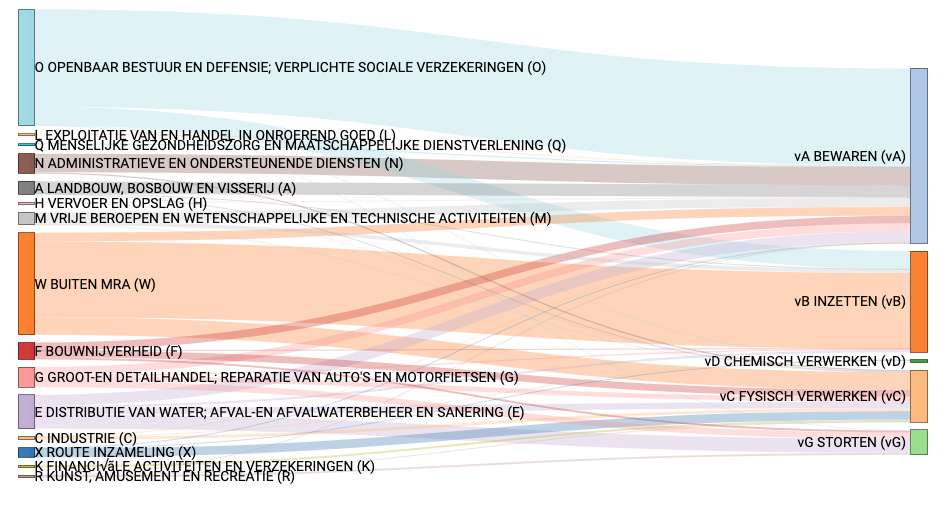 O OPENBAAR BESTUUR EN DEFENSIE; VERPLICHTE SOCIALE VERZEKERINGEN (O)
L EXPLOITATIE VAN EN HANDEL IN ONROEREND GOED (L)
Q MENSELIJKE GEZONDHEIDSZORG EN MAATSCHAPPELIJKE DIENSTVERLENING (Q)
vA BEWAREN (vA)
N ADMINISTRATIEVE EN ONDERSTEUNENDE DIENSTEN (N)
A LANDBOUW, BOSBOUW EN VISSERIJ (A)
H VERVOER EN OPSLAG (H)
M VRIJE BEROEPEN EN WETENSCHAPPELIJKE EN TECHNISCHE ACTIVITEITEN (M)
W BUITEN MRA (W)
vB INZETTEN (vB)
F BOUWNIJVERHEID (F)
vD CHEMISCH VERWERKEN (vD)
G GROOT-EN DETAILHANDEL; REPARATIE VAN AUTO'S EN MOTORFIETSEN (G)
vC FYSISCH VERWERKEN (vC)
E DISTRIBUTIE VAN WATER; AFVAL-EN AFVALWATERBEHEER EN SANERING (E)
C INDUSTRIE (C)
vG STORTEN (vG)
X ROUTE INZAMELING (X)
K ACTIVITEITEN EN VERZEKERINGEN (K)
R KUNST, AMUSEMENT EN RECREATIE (R)